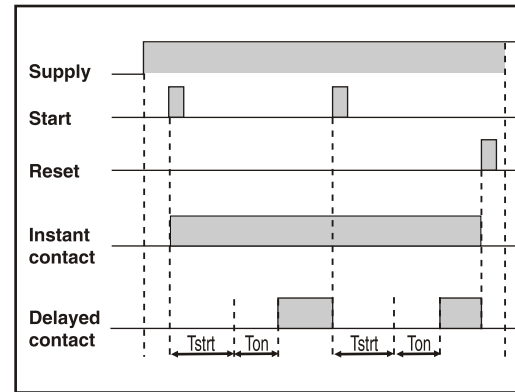 Supply
Start
Reset
Instant
contact
Delayed
contact
Tstrt Ton Tstrt Ton